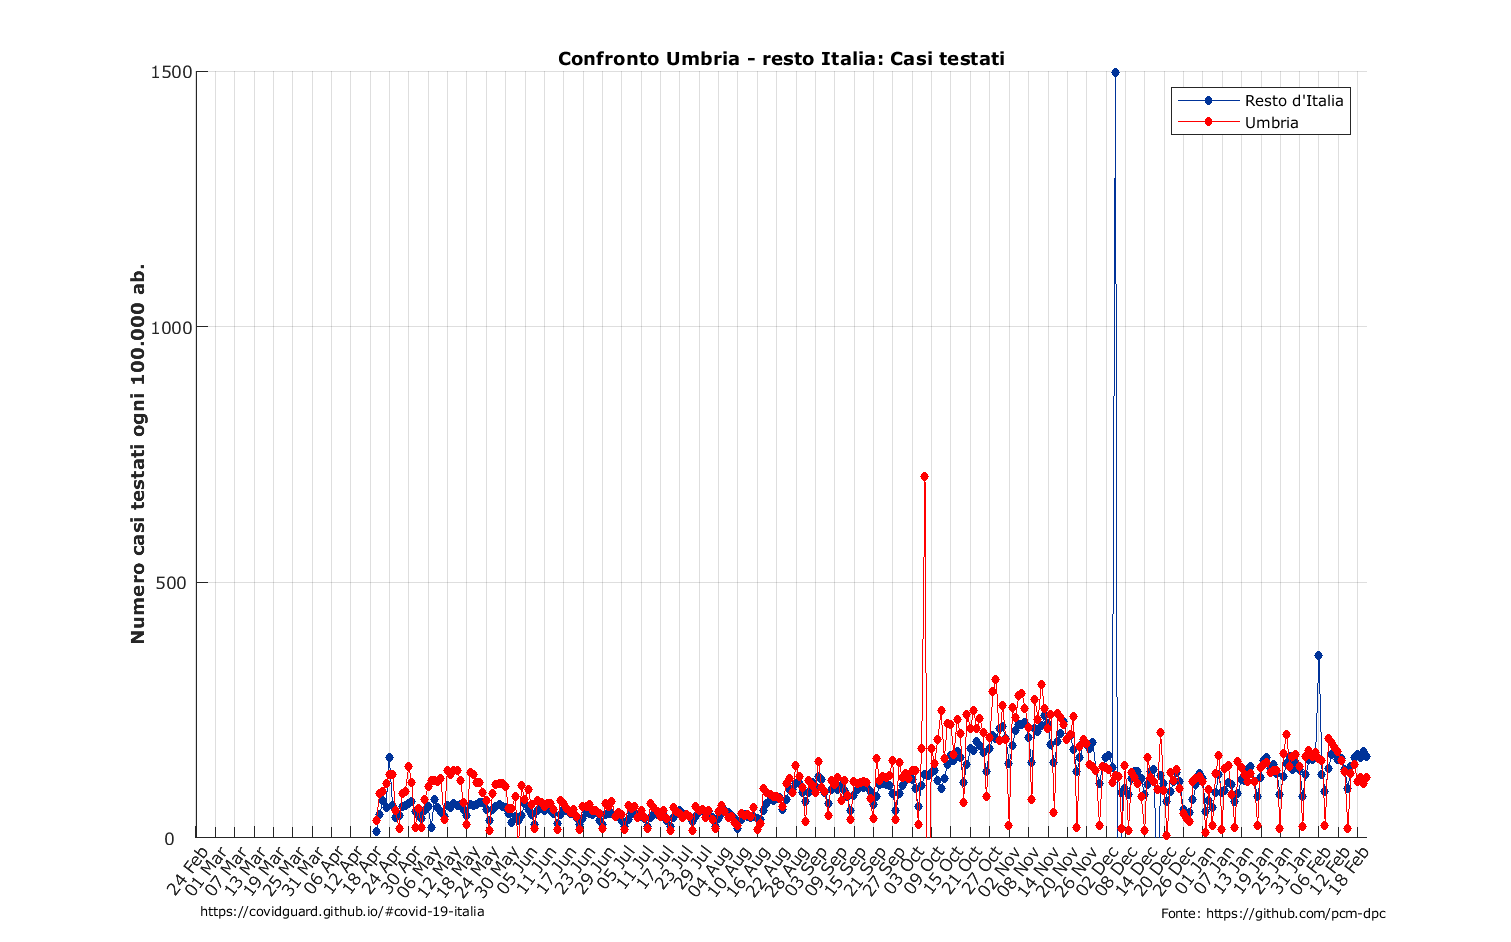 Confronto Umbria - resto Italia: Casi testati
1500
1000
500
0
Numero casi testati ogni 100.000 ab.
Resto d'Italia
Umbria
24 Feb
01 Mar
07 Mar
13 Mar
19 Mar
25 Mar
31 Mar
06 Apr
12 Apr
18 Apr
24 Apr
30 Apr
06 May
12 May
18 May
24 May
30 May
05 Jun
11 Jun
17 Jun
23 Jun
29 Jun
05 Jul
11 Jul
17 Jul
23 Jul
29 Jul
04 Aug
10 Aug
16 Aug
22 Aug
28 Aug
03 Sep
09 Sep
15 Sep
21 Sep
27 Sep
03 Oct
09 Oct
15 Oct
21 Oct
27 Oct
02 Nov
08 Nov
14 Nov
20 Nov
26 Nov
02 Dec
08 Dec
14 Dec
20 Dec
26 Dec
01 Jan
07 Jan
13 Jan
19 Jan
25 Jan
31 Jan
06 Feb
12 Feb
18 Feb
https://covidguard.github.io/#covid-19-italia
Fonte: https://github.com/pcm-dpc